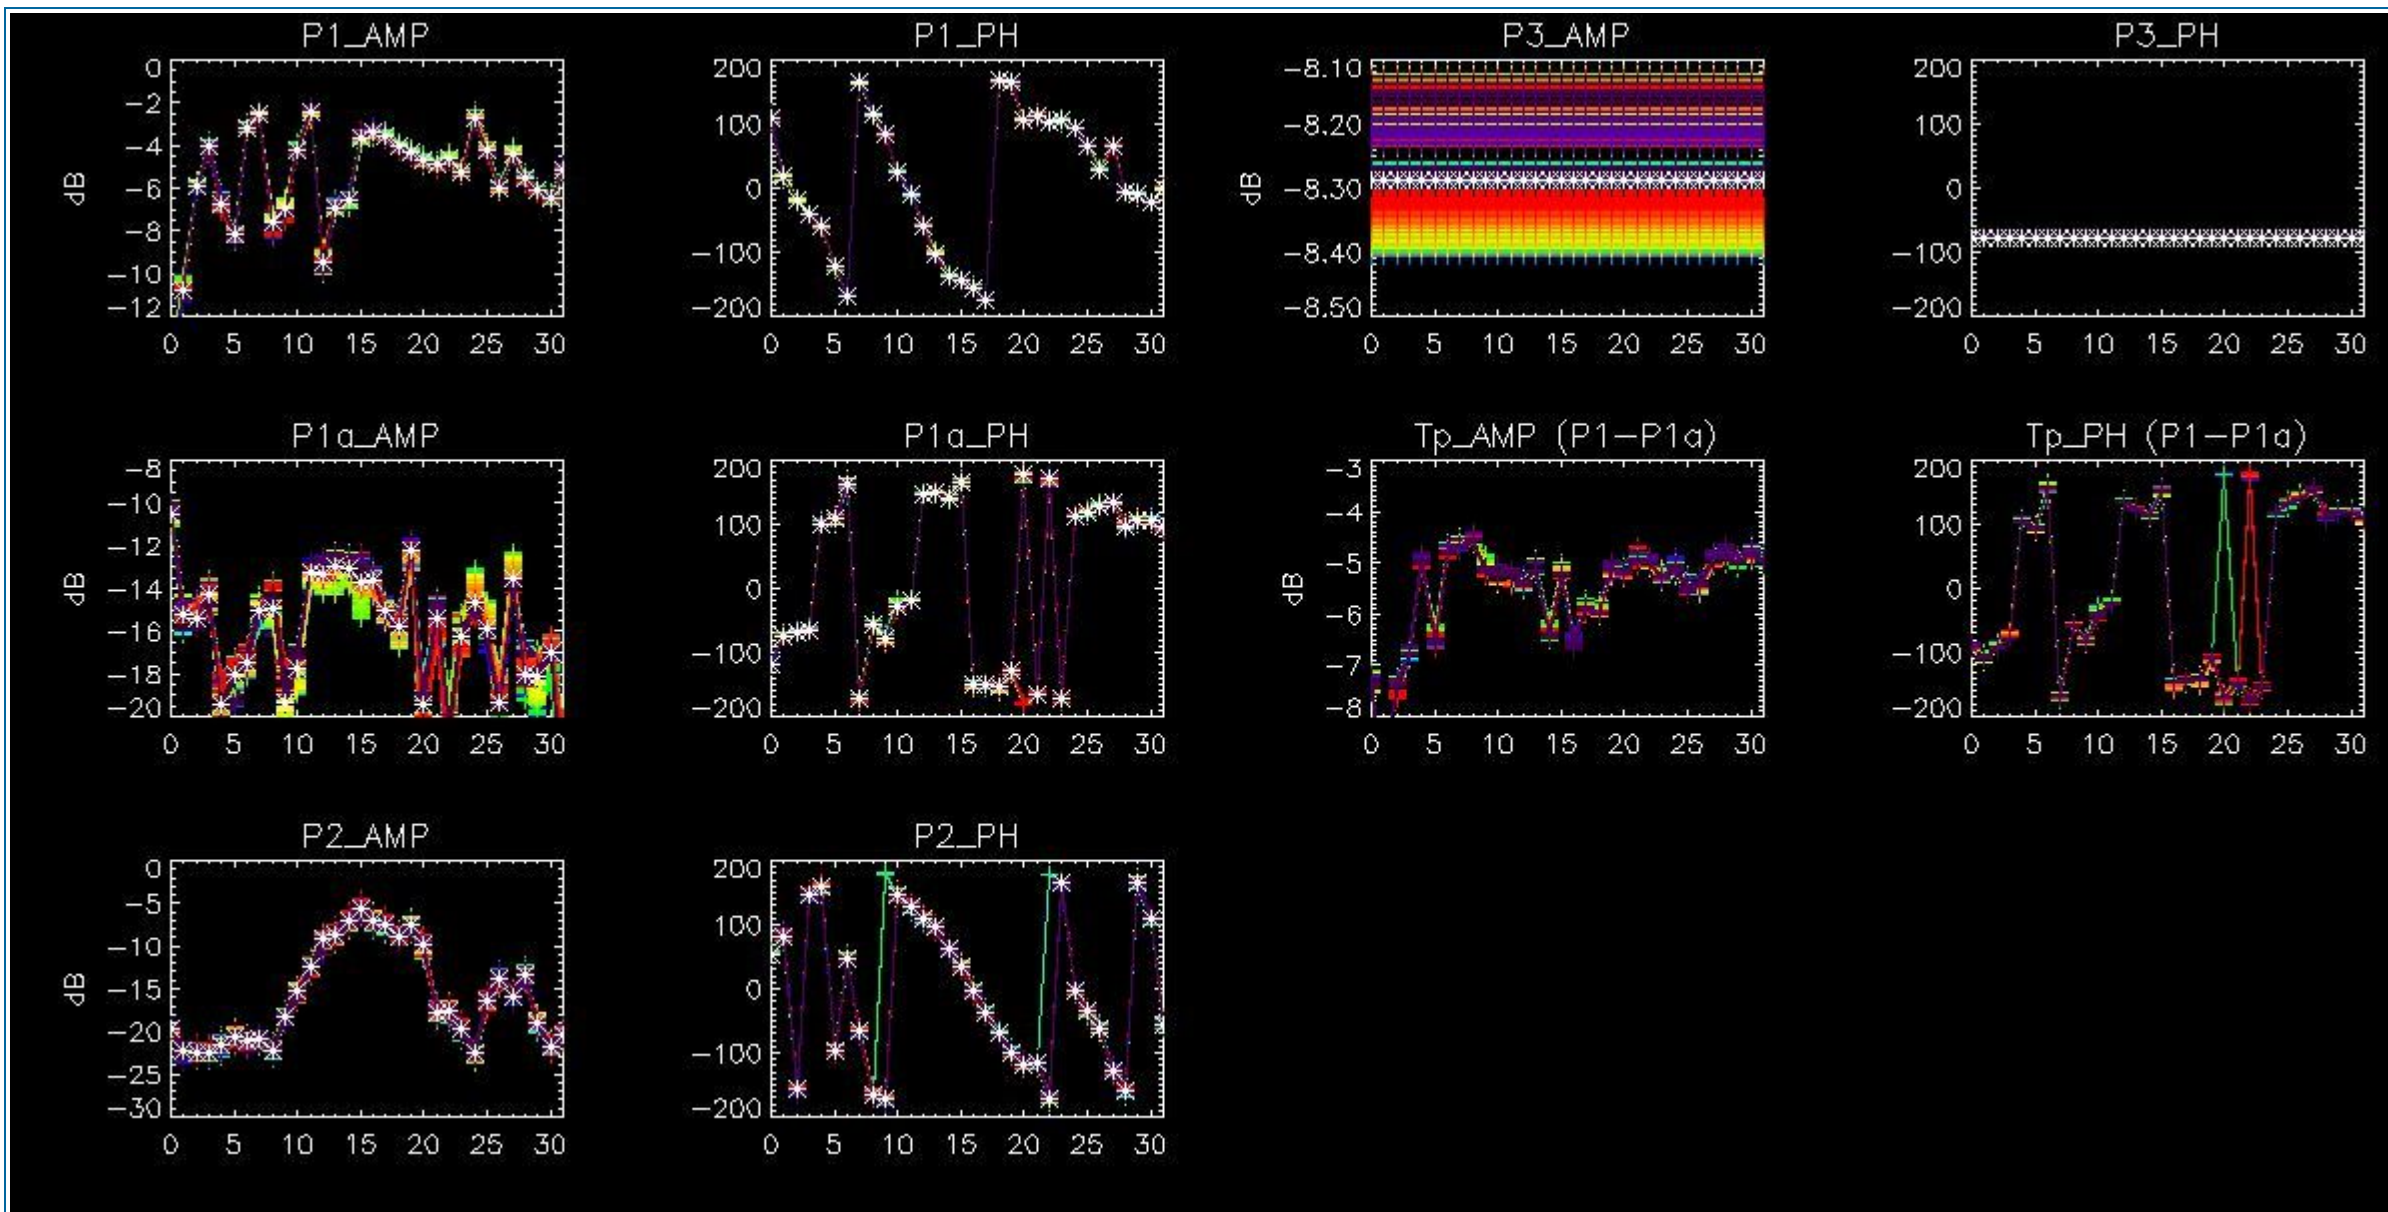 P1_AMP
0
−2
−4
−6
−8
−10
−12
dB
0 5 10 15 20 25 30
P1_PH
200
100
0
−100
−200
0 5 10 15 20 25 30
P3_AMP
−8.10
−8.20
−8.30
−8.40
−8.50
dB
0 5 10 15 20 25 30
P3_PH
200
100
0
−100
−200
0 5 10 15 20 25 30
P1a_AMP
−8
−10
−12
−14
−16
−18
−20
dB
0 5 10 15 20 25 30
P1a_PH
200
100
0
−100
−200
0 5 10 15 20 25 30
Tp_AMP (P1−P1a)
−3
−4
−5
−6
−7
−8
dB
0 5 10 15 20 25 30
Tp_PH (P1−P1a)
200
100
0
−100
−200
0 5 10 15 20 25 30
P2_AMP
0
−5
−10
−15
−20
−25
−30
dB
0 5 10 15 20 25 30
P2_PH
200
100
0
−100
−200
0 5 10 15 20 25 30